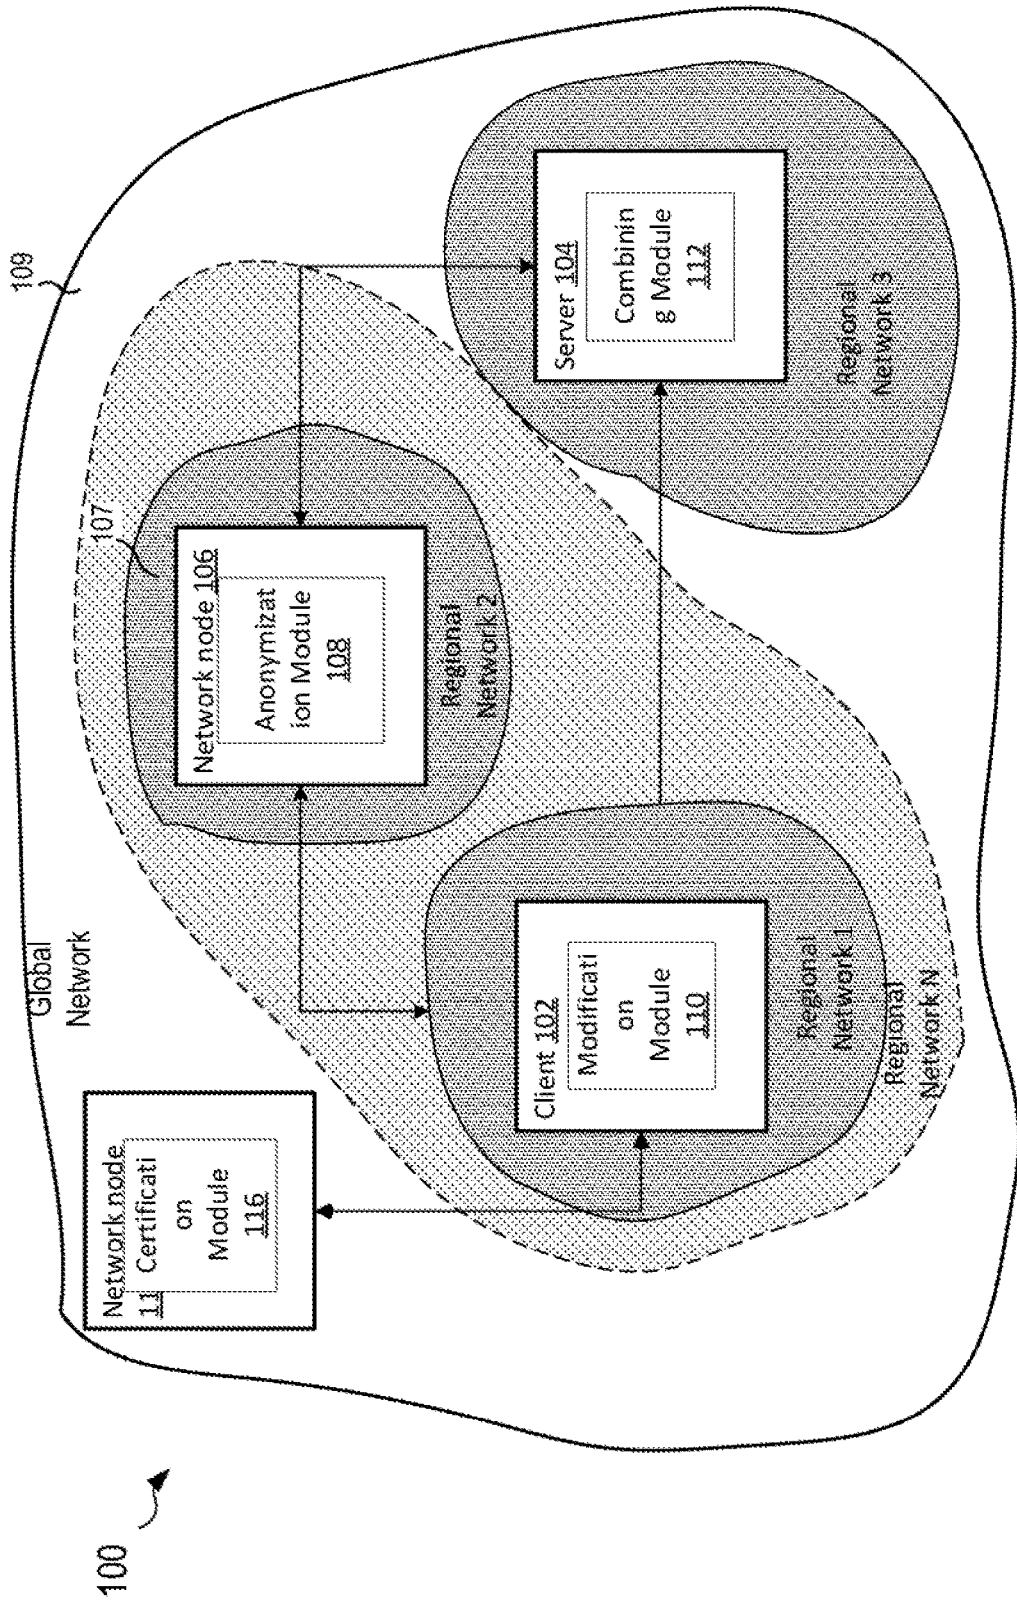 100
109
Global
Network
Network node
11
Certificati
on
Module
116
107
Network node 106
Anonymizat
ion Module
108
Regional
Network 2
Client 102
Modificati
on
Module
110
Regional
Network 1
Regional
Network N
Server 104
Combinin
g Module
112
Regional
Network 3